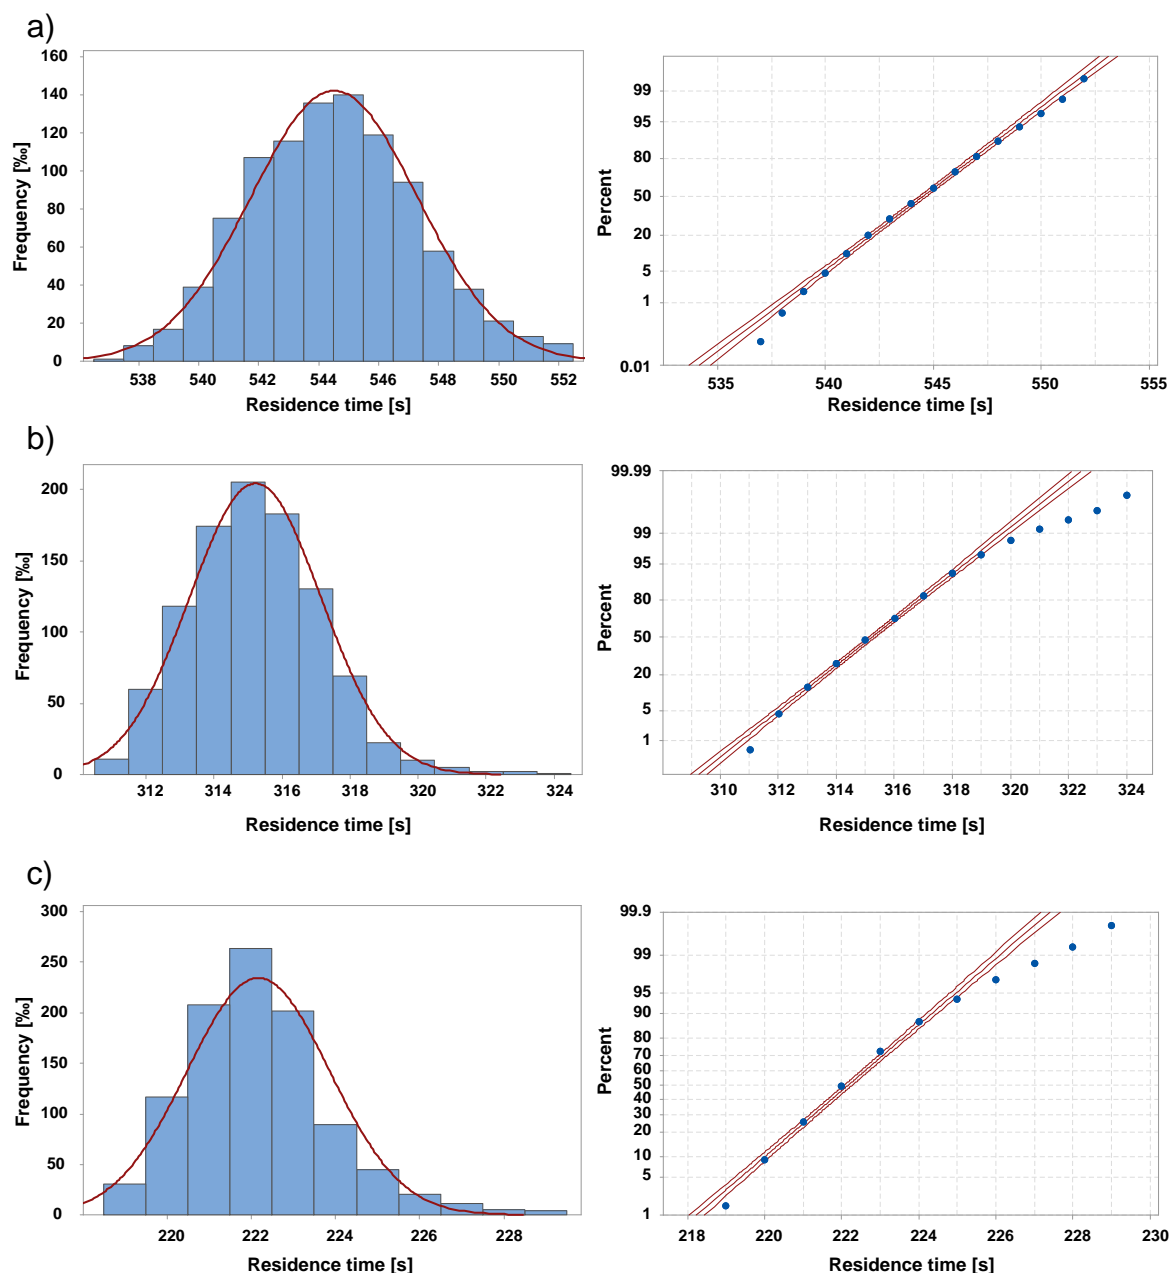 a)
160
140
120
100
80
60
40
20
0
Frequency [‰]
538 540 542 544 546 548 550 552
Residence time [s]
99
95
80
50
20
5
1
0.01
Percent
535 540 545 550 555
Residence time [s]
b)
200
150
100
50
0
Frequency [‰]
312 314 316 318 320 322 324
Residence time [s]
99.99
99
95
80
50
20
5
1
Percent
310 312 314 316 318 320 322 324
Residence time [s]
c)
300
250
200
150
100
50
0
Frequency [‰]
220 222 224 226 228
Residence time [s]
99.9
99
95
90
80
70
60
50
40
30
20
10
5
1
Percent
218 220 222 224 226 228 230
Residence time [s]